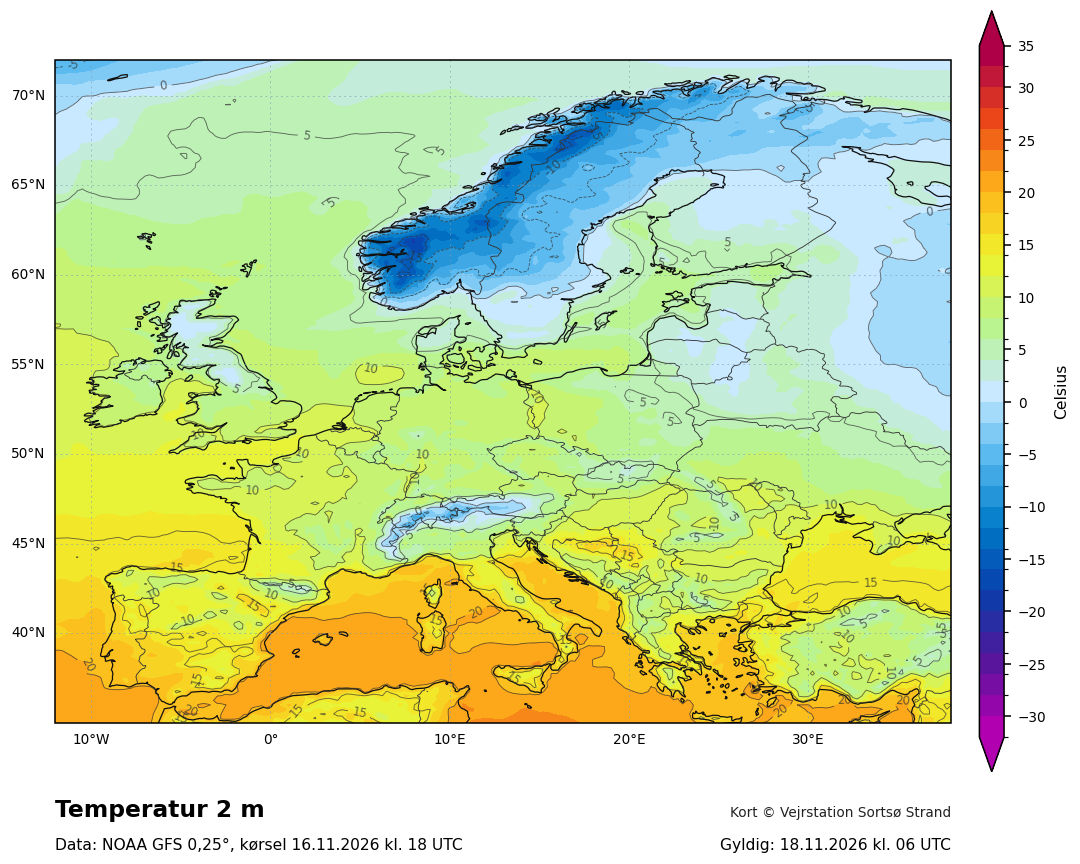 70°N
65°N
60°N
55°N
50°N
45°N
40°N
10°W
0°
10°E
20°E
30°E
35
30
25
20
15
10
5
0
−5
−10
−15
−20
−25
−30
Celsius
Temperatur 2 m
Kort © Vejrstation Sortsø Strand
Data: NOAA GFS 0,25°, kørsel 16.11.2026 kl. 18 UTC
Gyldig: 18.11.2026 kl. 06 UTC